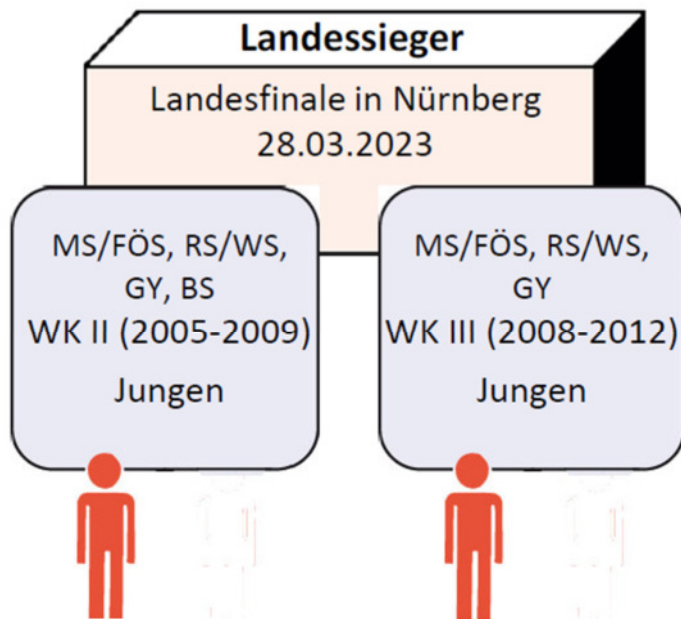 Landessieger
Landesfinale in Nürnberg
28.03.2023
MS/FÖS, RS/WS,
GY, BS
WK II (2005-2009)
Jungen
MS/FÖS, RS/WS,
GY
WK III (2008-2012)
Jungen